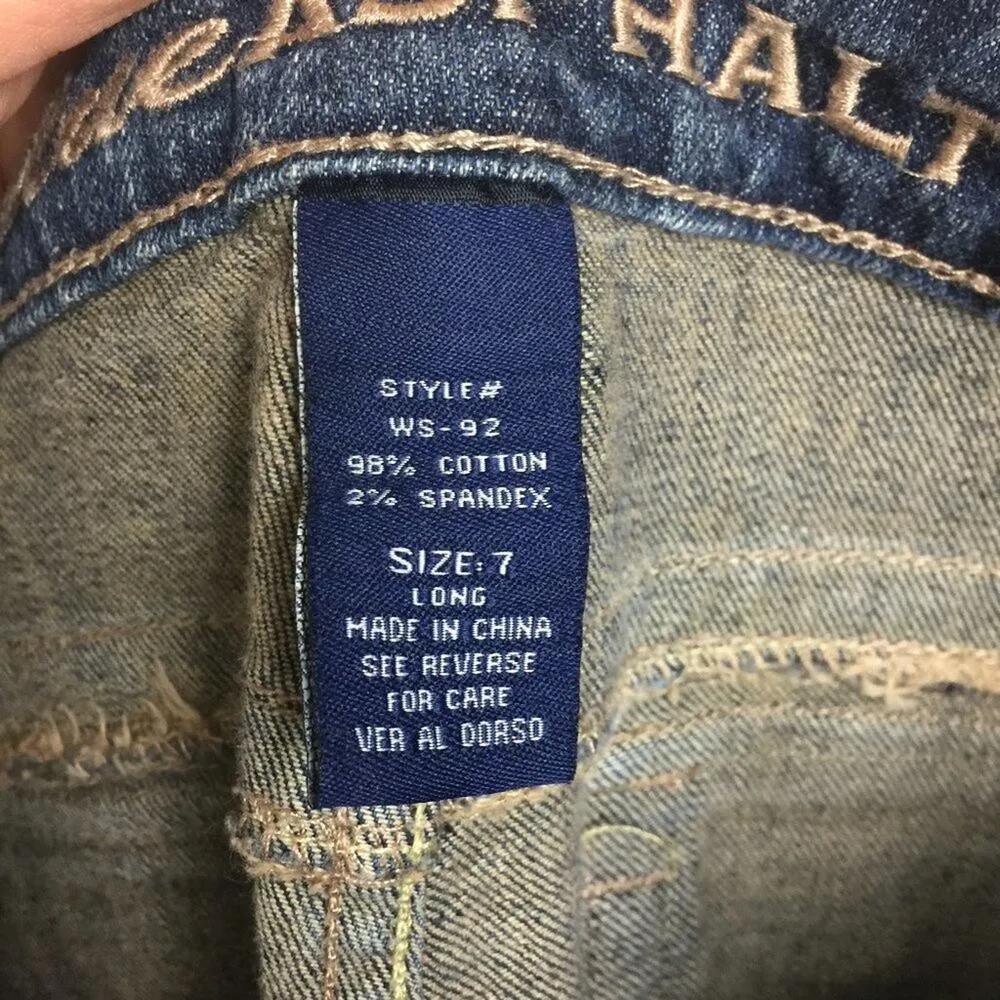 ASPHALT
STYLE#
WS-92
98% COTTON
2% SPANDEX
SIZE: 7
LONG
MADE IN CHINA
SEE REVERSE
FOR CARE
VER AL DORSO